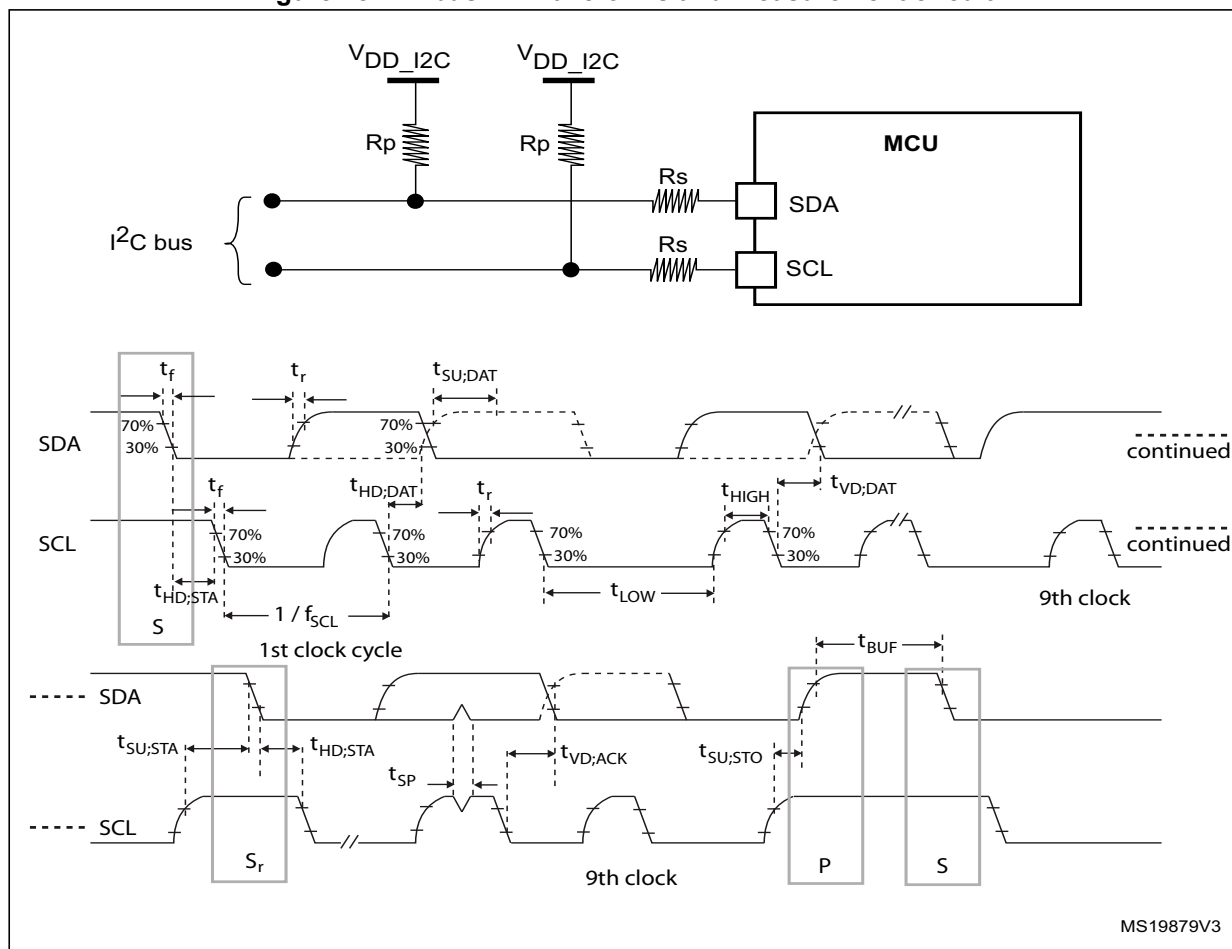 VDD_I2C VDD_I2C
Rp Rp
MCU
Rs
SDA
I²C bus
Rs
SCL
tf tr tSU;DAT
70% 70%
SDA
30% 30%
continued
tf tHD;DAT tr tHIGH tVD;DAT
SCL
70% 70% 70% 70%
30% 30% 30% 30%
continued
tHD;STA tLOW
S 1 / fSCL 9th clock
1st clock cycle tBUF
SDA
tSU;STA tHD;STA tVD;ACK tSU;STO
tSP
SCL
Sr P S
9th clock
MS19879V3